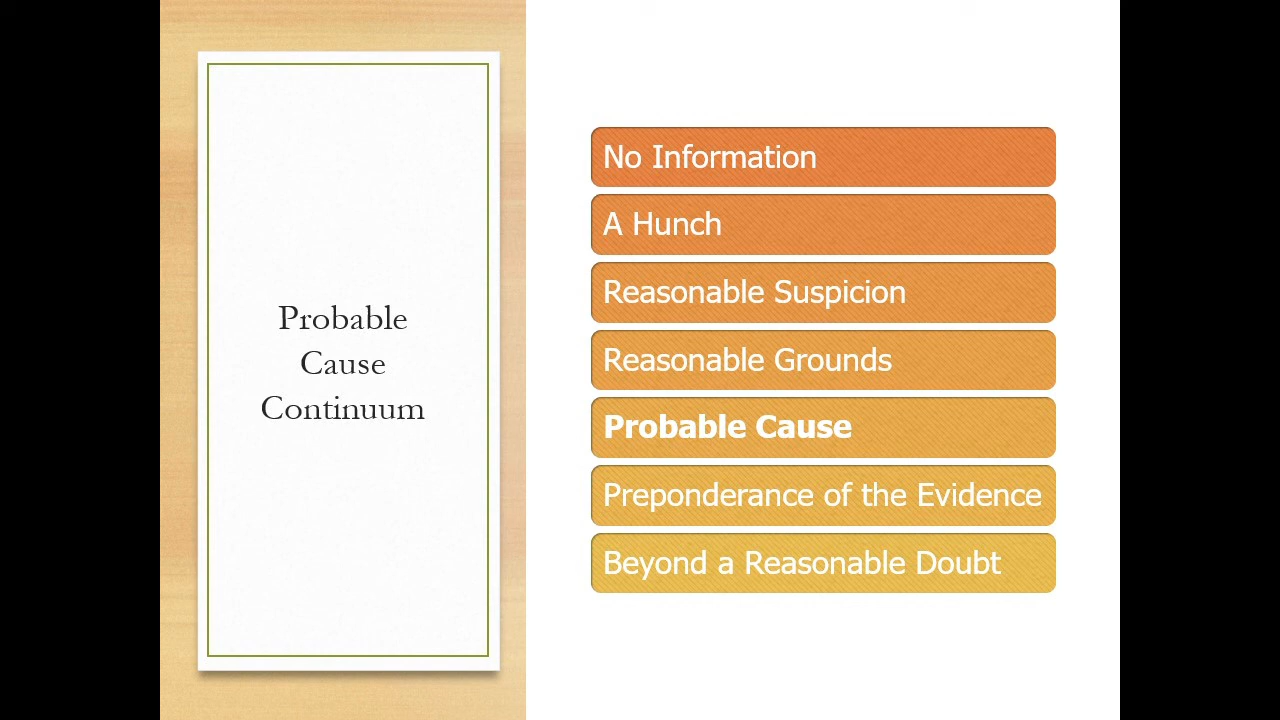 Probable
Cause
Continuum
No Information
A Hunch
Reasonable Suspicion
Reasonable Grounds
Probable Cause
Preponderance of the Evidence
Beyond a Reasonable Doubt